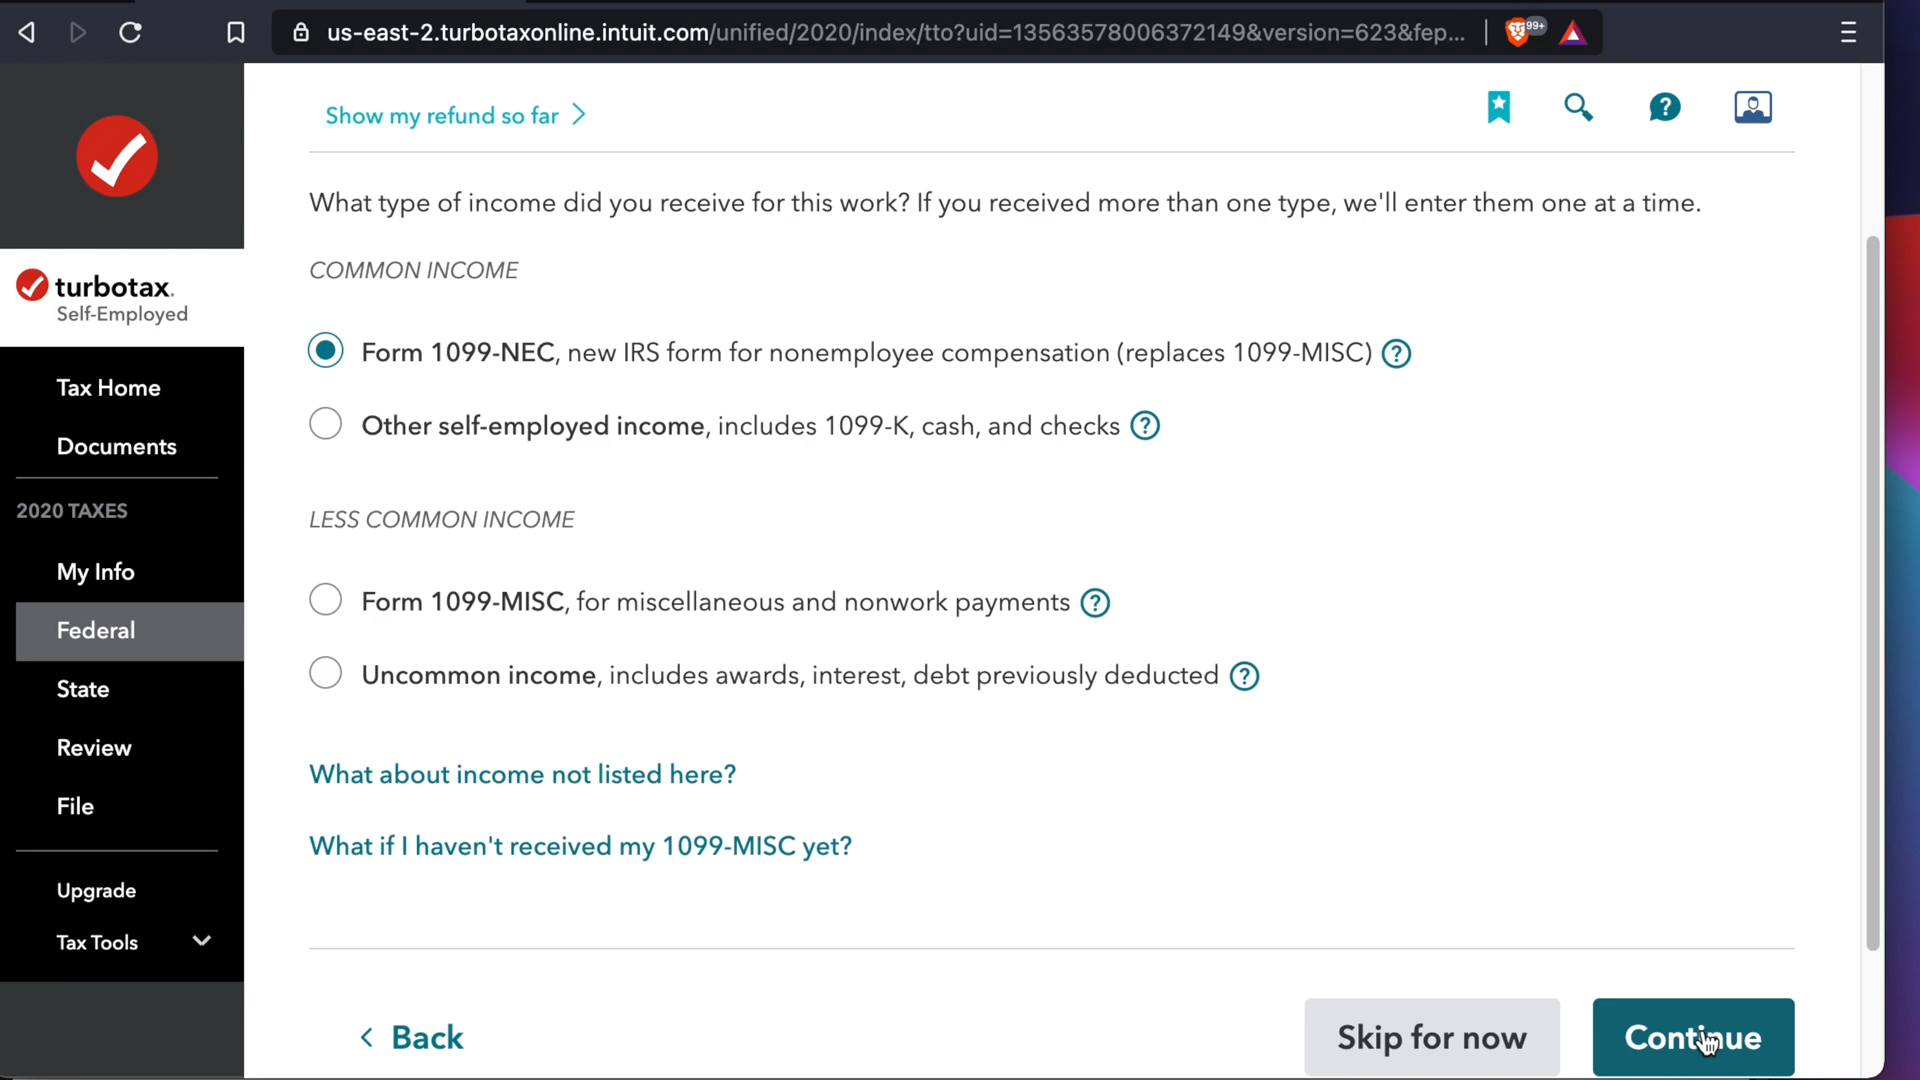 us-east-2.turbotaxonline.intuit.com/unified/2020/index/tto?uid=13563578006372149&version=623&fep...
99+
Show my refund so far
What type of income did you receive for this work? If you received more than one type, we'll enter them one at a time.
COMMON INCOME
turbotax.
Self-Employed
Form 1099-NEC, new IRS form for nonemployee compensation (replaces 1099-MISC) ?
Other self-employed income, includes 1099-K, cash, and checks ?
LESS COMMON INCOME
Form 1099-MISC, for miscellaneous and nonwork payments ?
Uncommon income, includes awards, interest, debt previously deducted ?
What about income not listed here?
What if I haven't received my 1099-MISC yet?
Tax Home
Documents
2020 TAXES
My Info
Federal
State
Review
File
Upgrade
Tax Tools
Back
Skip for now
Continue